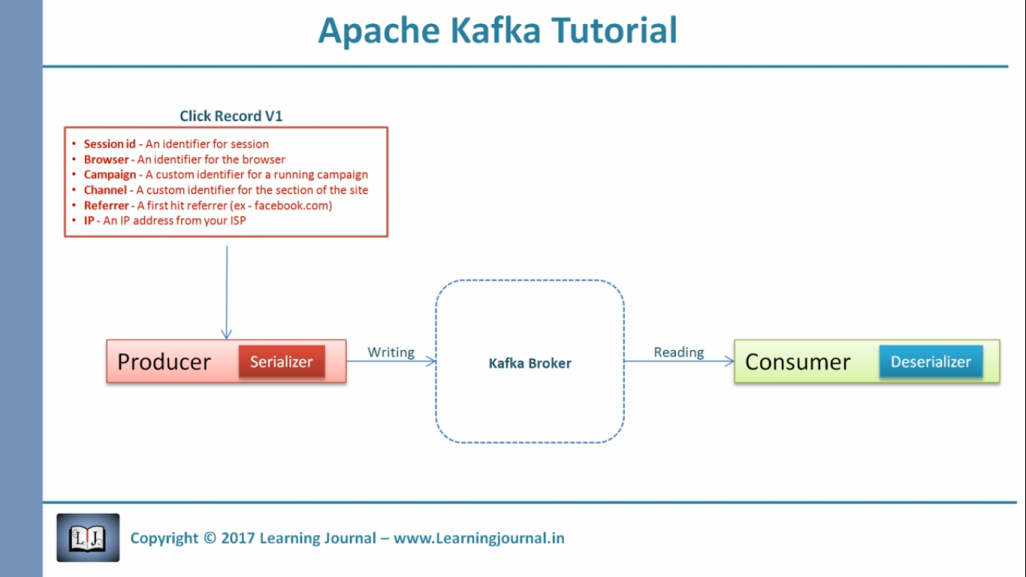 Apache Kafka Tutorial
Click Record V1
• Session id - An identifier for session
• Browser - An identifier for the browser
• Campaign - A custom identifier for a running campaign
• Channel - A custom identifier for the section of the site
• Referrer - A first hit referrer (ex - facebook.com)
• IP - An IP address from your ISP
Producer
Serializer
Writing
Kafka Broker
Reading
Consumer
Deserializer
L J
Copyright © 2017 Learning Journal – www.Learningjournal.in